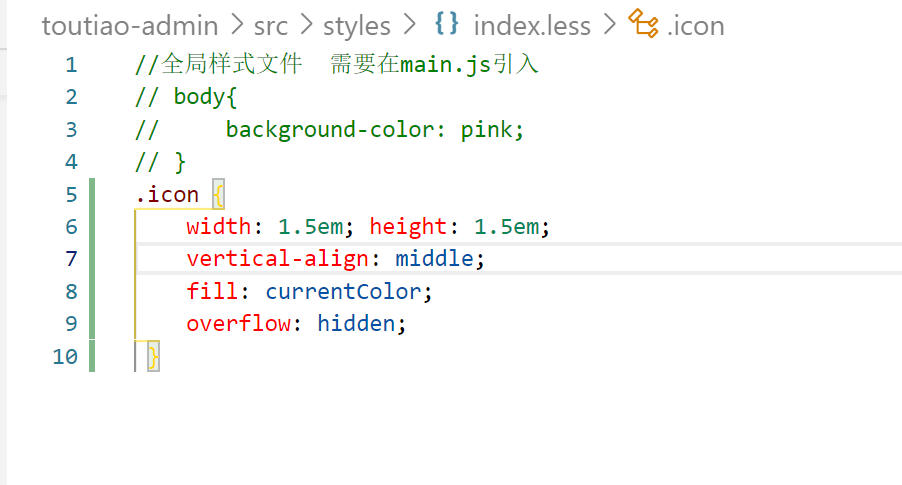 toutiao-admin > src > styles > {} index.less > .icon
1 //全局样式文件  需要在main.js引入
2 // body{
3 //     background-color: pink;
4 // }
5 .icon {
6     width: 1.5em; height: 1.5em;
7     vertical-align: middle;
8     fill: currentColor;
9     overflow: hidden;
10  }